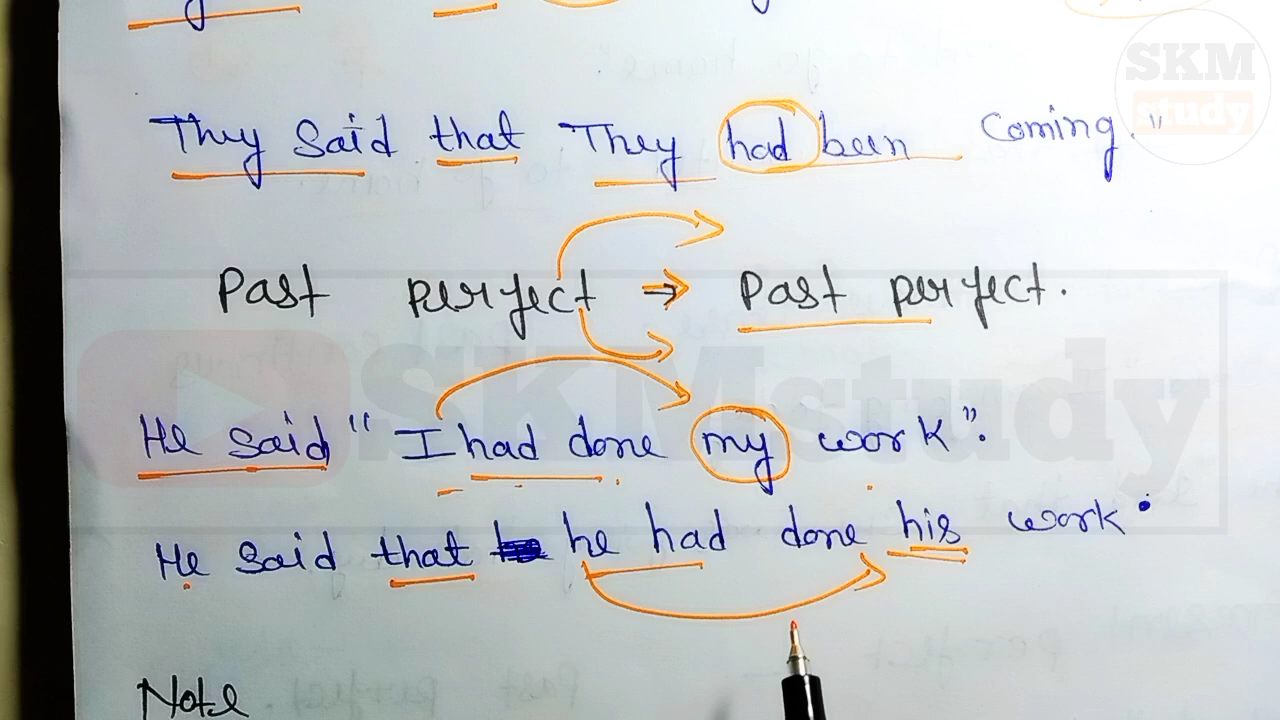 SKM
study
They said that They had been coming."
Past perfect → Past perfect.
SKMstudy
He said " I had done my work".
He said that he had done his work.
Note